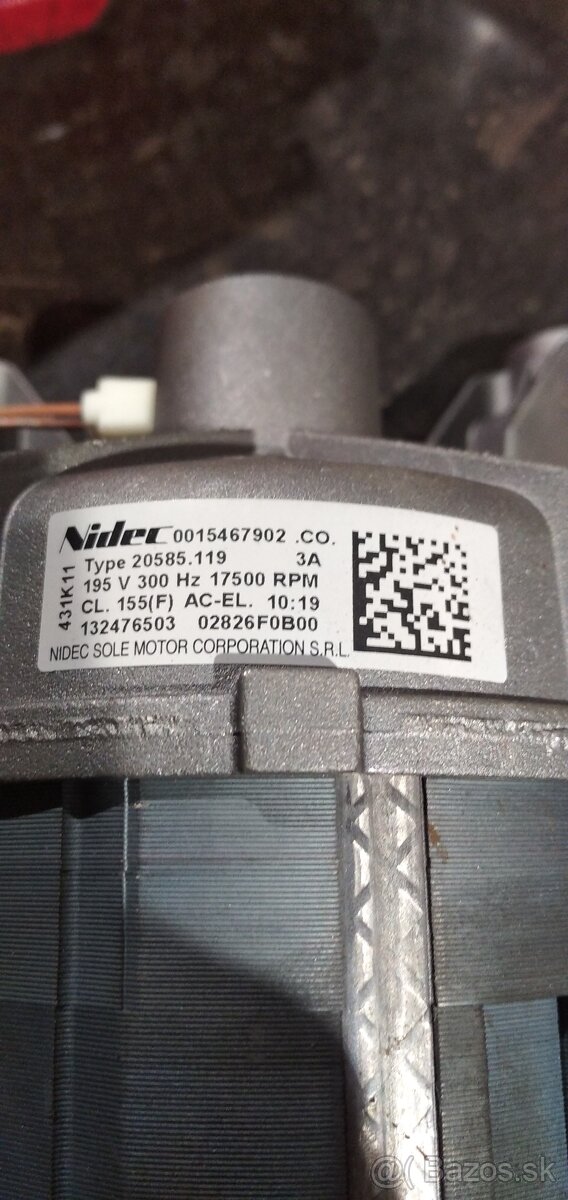 Nidec 0015467902 .CO.
Type 20585.119 3A
195 V 300 Hz 17500 RPM
CL. 155(F) AC-EL. 10:19
132476503 02826F0B00
NIDEC SOLE MOTOR CORPORATION S.R.L.
431K11
@( Bazos.sk